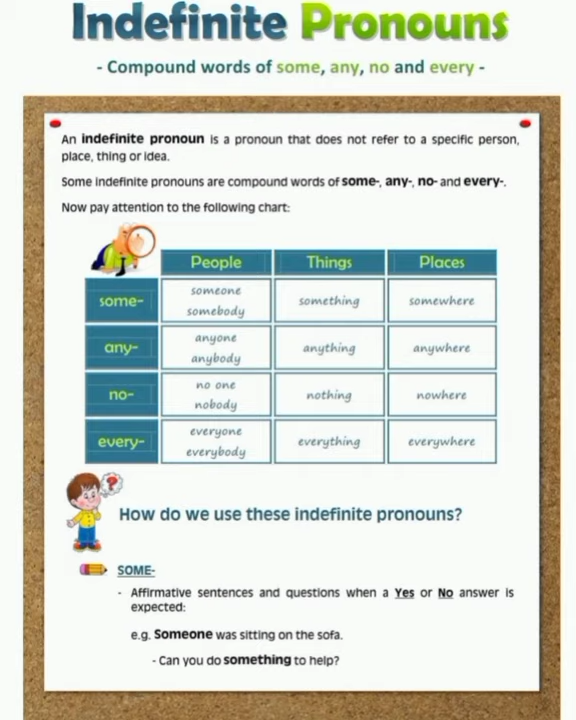 Indefinite Pronouns
- Compound words of some, any, no and every -
An indefinite pronoun is a pronoun that does not refer to a specific person,
place, thing or idea.
Some indefinite pronouns are compound words of some-, any-, no- and every-.
Now pay attention to the following chart:
People Things Places
some- someone somebody something somewhere
any- anyone anybody anything anywhere
no- no one nobody nothing nowhere
every- everyone everybody everything everywhere
?
How do we use these indefinite pronouns?
SOME-
- Affirmative sentences and questions when a Yes or No answer is
expected:
e.g. Someone was sitting on the sofa.
- Can you do something to help?